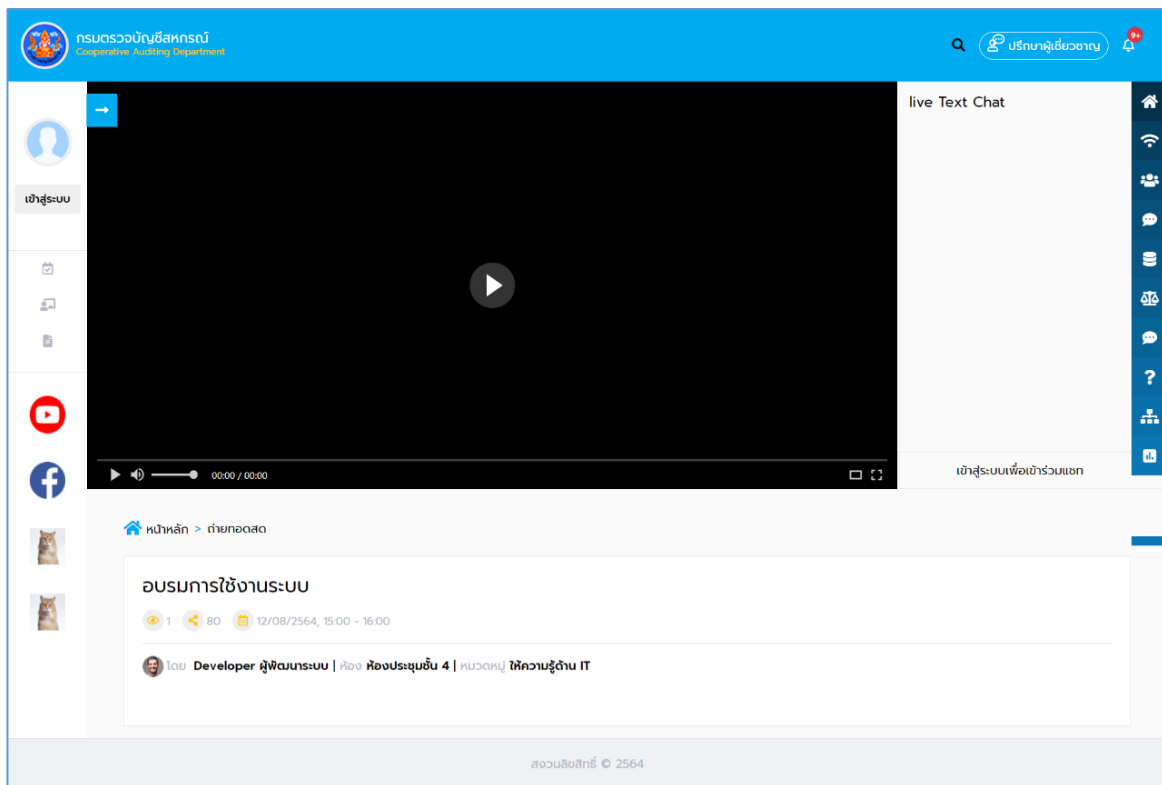 กรมตรวจบัญชีสหกรณ์
Cooperative Auditing Department
ปรึกษาผู้เชี่ยวชาญ
9+
live Text Chat
เข้าสู่ระบบ
00:00 / 00:00
เข้าสู่ระบบเพื่อเข้าร่วมแชท
หน้าหลัก > ถ่ายทอดสด
อบรมการใช้งานระบบ
1 80 12/08/2564, 15:00 - 16:00
โดย Developer ผู้พัฒนาระบบ | ห้อง ห้องประชุมชั้น 4 | หมวดหมู่ ให้ความรู้ด้าน IT
สงวนลิขสิทธิ์ © 2564